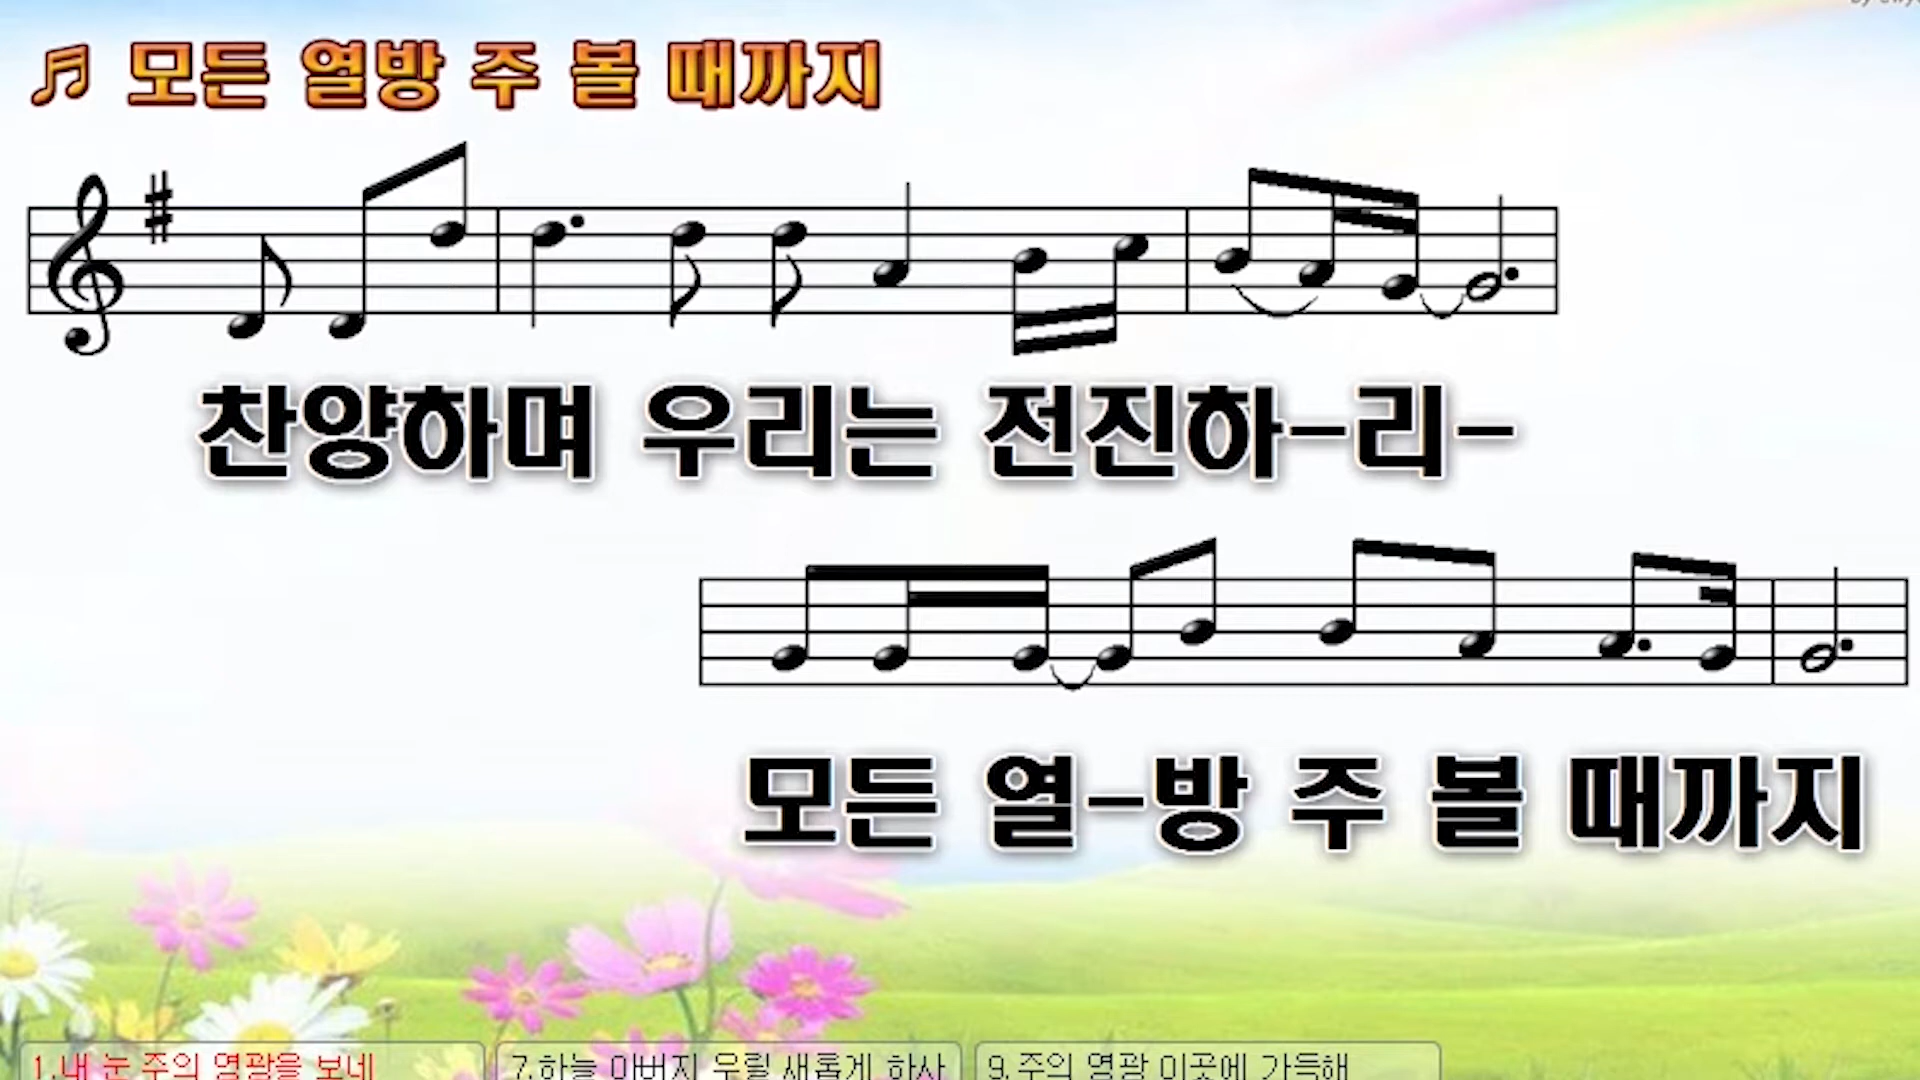 모든 열방 주 볼 때까지
찬양하며 우리는 전진하-리-
모든 열-방 주 볼 때까지
1.내 눈 주의 영광을 보네
7.하늘 아버지 우릴 새롭게 하사
9.주의 영광 이곳에 가득해